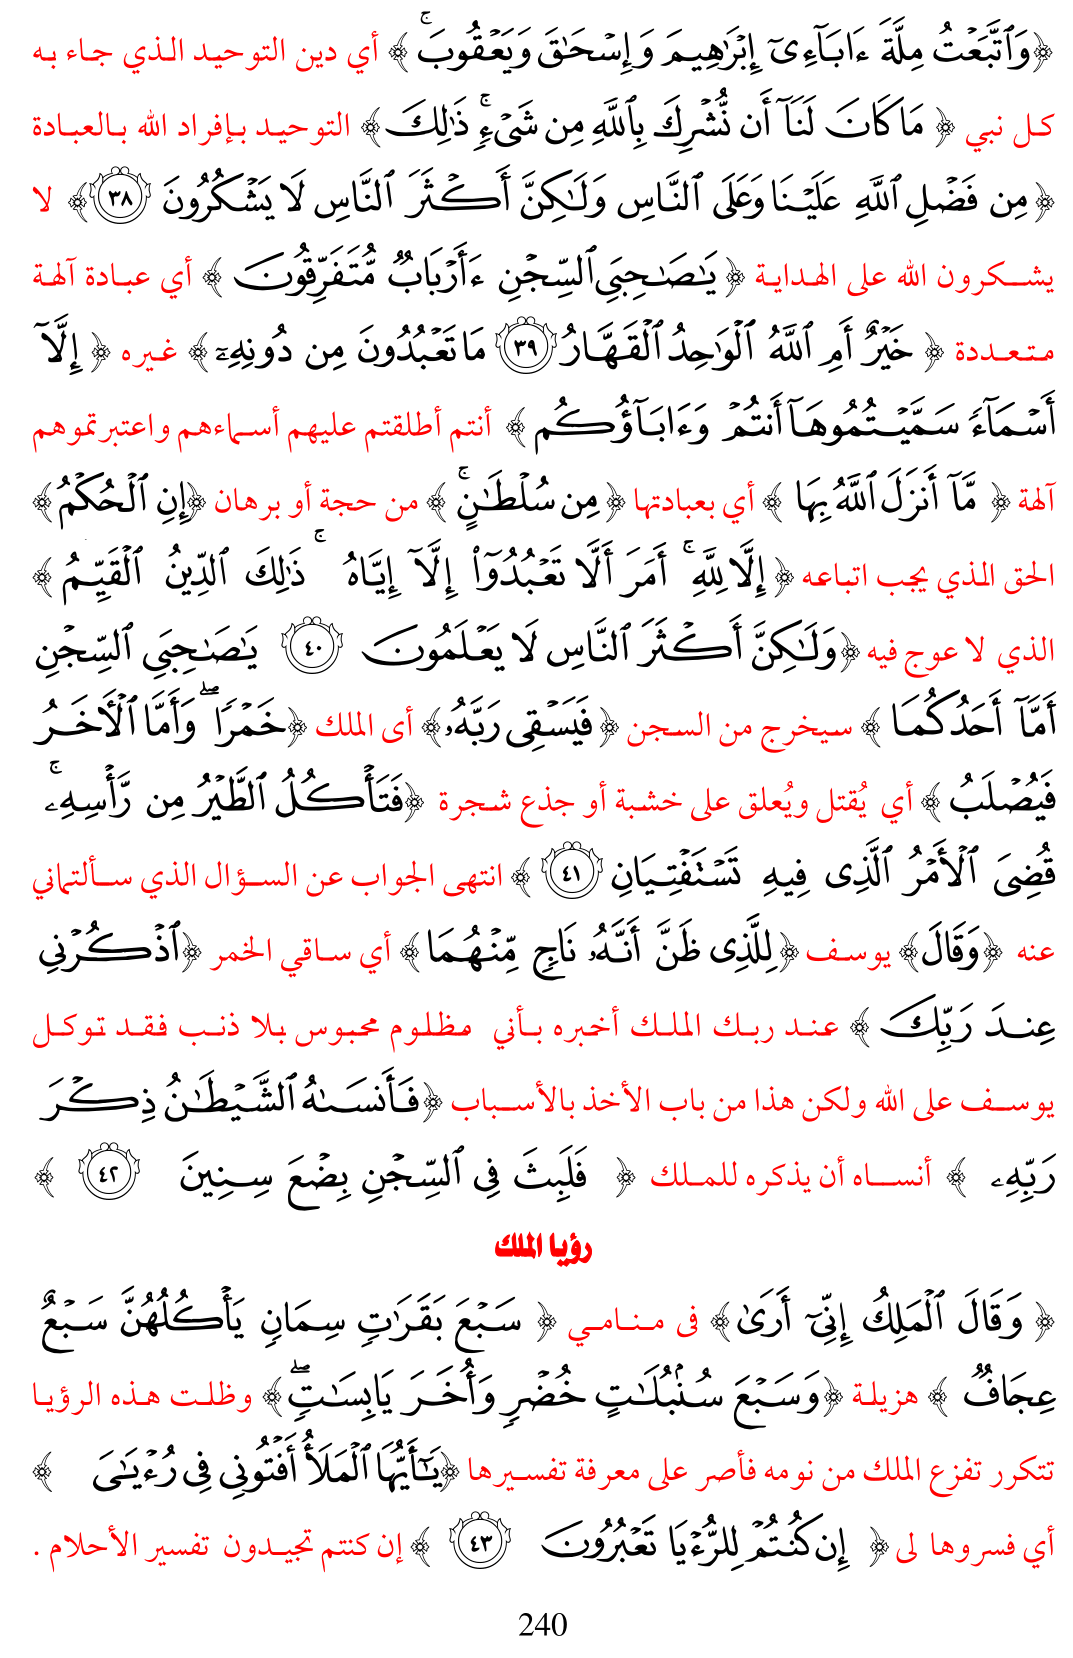 ﴿وَٱتَّبَعۡتُ مِلَّةَ ءَابَآءِىٓ إِبۡرَٰهِيمَ وَإِسۡحَٰقَ وَيَعۡقُوبَۚ ﴾ أي دين التوحيد الذي جاء به
كل نبي ﴿ مَا كَانَ لَنَآ أَن نُّشۡرِكَ بِٱللَّهِ مِن شَىۡءٖۚ ذَٰلِكَ﴾ التوحيد بإفراد الله بالعبادة
﴿مِن فَضۡلِ ٱللَّهِ عَلَيۡنَا وَعَلَى ٱلنَّاسِ وَلَٰكِنَّ أَكۡثَرَ ٱلنَّاسِ لَا يَشۡكُرُونَ ٣٨﴾ لا
يشكرون الله على الهداية ﴿ يَٰصَٰحِبَىِ ٱلسِّجۡنِ ءَأَرۡبَابٞ مُّتَفَرِّقُونَ ﴾ أي عبادة آلهة
متعددة ﴿ خَيۡرٌ أَمِ ٱللَّهُ ٱلۡوَٰحِدُ ٱلۡقَهَّارُ ٣٩ مَا تَعۡبُدُونَ مِن دُونِهِۦٓ ﴾ غيره ﴿ إِلَّآ
أَسۡمَآءٗ سَمَّيۡتُمُوهَآ أَنتُمۡ وَءَابَآؤُكُم ﴾ أنتم أطلقتم عليهم أسماءهم واعتبرتموهم
آلهة ﴿ مَّآ أَنزَلَ ٱللَّهُ بِهَا ﴾ أي بعبادتها ﴿مِن سُلۡطَٰنٍۚ ﴾ من حجة أو برهان ﴿إِنِ ٱلۡحُكۡمُ﴾
الحق الذي يجب اتباعه ﴿ إِلَّا لِلَّهِۚ أَمَرَ أَلَّا تَعۡبُدُوٓاْ إِلَّآ إِيَّاهُۚ ذَٰلِكَ ٱلدِّينُ ٱلۡقَيِّمُ ﴾
الذي لا عوج فيه ﴿وَلَٰكِنَّ أَكۡثَرَ ٱلنَّاسِ لَا يَعۡلَمُونَ ٤٠ يَٰصَٰحِبَىِ ٱلسِّجۡنِ
أَمَّآ أَحَدُكُمَا ﴾ سيخرج من السجن ﴿ فَيَسۡقِى رَبَّهُۥ﴾ أى الملك ﴿خَمۡرٗاۖ وَأَمَّا ٱلۡأٓخَرُ
فَيُصۡلَبُ ﴾ أي يُقتل ويُعلق على خشبة أو جذع شجرة ﴿فَتَأۡكُلُ ٱلطَّيۡرُ مِن رَّأۡسِهِۦۚ
قُضِىَ ٱلۡأَمۡرُ ٱلَّذِى فِيهِ تَسۡتَفۡتِيَانِ ٤١ ﴾ انتهى الجواب عن السؤال الذي سألتماني
عنه ﴿وَقَالَ﴾ يوسف ﴿لِلَّذِى ظَنَّ أَنَّهُۥ نَاجٖ مِّنۡهُمَا﴾ أي ساقي الخمر ﴿ٱذۡكُرۡنِى
عِندَ رَبِّكَ ﴾ عند ربك الملك أخبره بأني مظلوم محبوس بلا ذنب فقد توكل
يوسف على الله ولكن هذا من باب الأخذ بالأسباب ﴿فَأَنسَىٰهُ ٱلشَّيۡطَٰنُ ذِكۡرَ
رَبِّهِۦ ﴾ أنساه أن يذكره للملك ﴿ فَلَبِثَ فِى ٱلسِّجۡنِ بِضۡعَ سِنِينَ ٤٢ ﴾
رؤيا الملك
﴿ وَقَالَ ٱلۡمَلِكُ إِنِّىٓ أَرَىٰ﴾ فى منامي ﴿ سَبۡعَ بَقَرَٰتٖ سِمَانٖ يَأۡكُلُهُنَّ سَبۡعٌ
عِجَافٞ ﴾ هزيلة ﴿وَسَبۡعَ سُنۢبُلَٰتٍ خُضۡرٖ وَأُخَرَ يَابِسَٰتٖۖ﴾ وظلت هذه الرؤيا
تتكرر تفزع الملك من نومه فأصر على معرفة تفسيرها ﴿يَٰٓأَيُّهَا ٱلۡمَلَأُ أَفۡتُونِى فِى رُءۡيَٰىَ ﴾
أي فسروها لى ﴿ إِن كُنتُمۡ لِلرُّءۡيَا تَعۡبُرُونَ ٤٣ ﴾ إن كنتم تجيدون تفسير الأحلام .
240